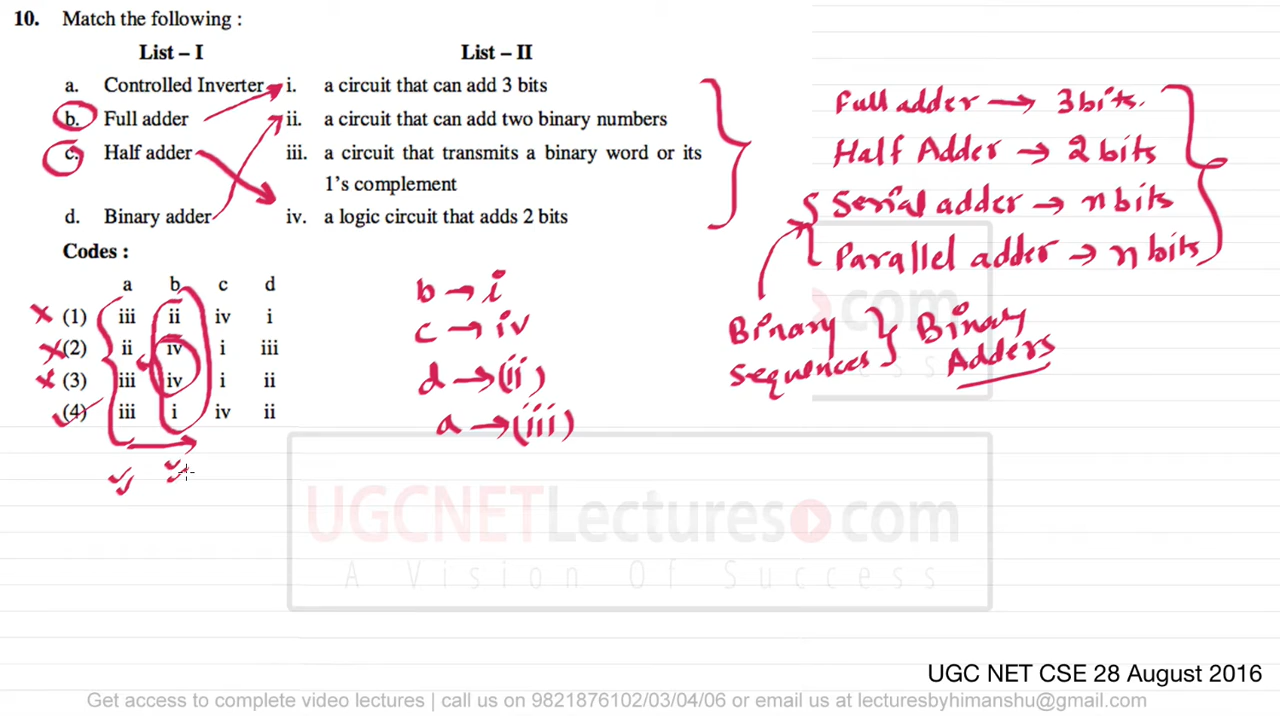 10. Match the following :
List – I List – II
a. Controlled Inverter i. a circuit that can add 3 bits
b. Full adder ii. a circuit that can add two binary numbers
c. Half adder iii. a circuit that transmits a binary word or its
1's complement
d. Binary adder iv. a logic circuit that adds 2 bits
Codes :
a b c d
(1) iii ii iv i
(2) ii iv i iii
(3) iii iv i ii
(4) iii i iv ii
b → i
c → iv
d → (ii)
a → (iii)
Full adder → 3 bits.
Half Adder → 2 bits
Serial adder → n bits
Parallel adder → n bits
Binary
Sequences
Binary
Adders
UGCNETLectures.com
A Vision Of Success
UGC NET CSE 28 August 2016
Get access to complete video lectures | call us on 9821876102/03/04/06 or email us at lecturesbyhimanshu@gmail.com